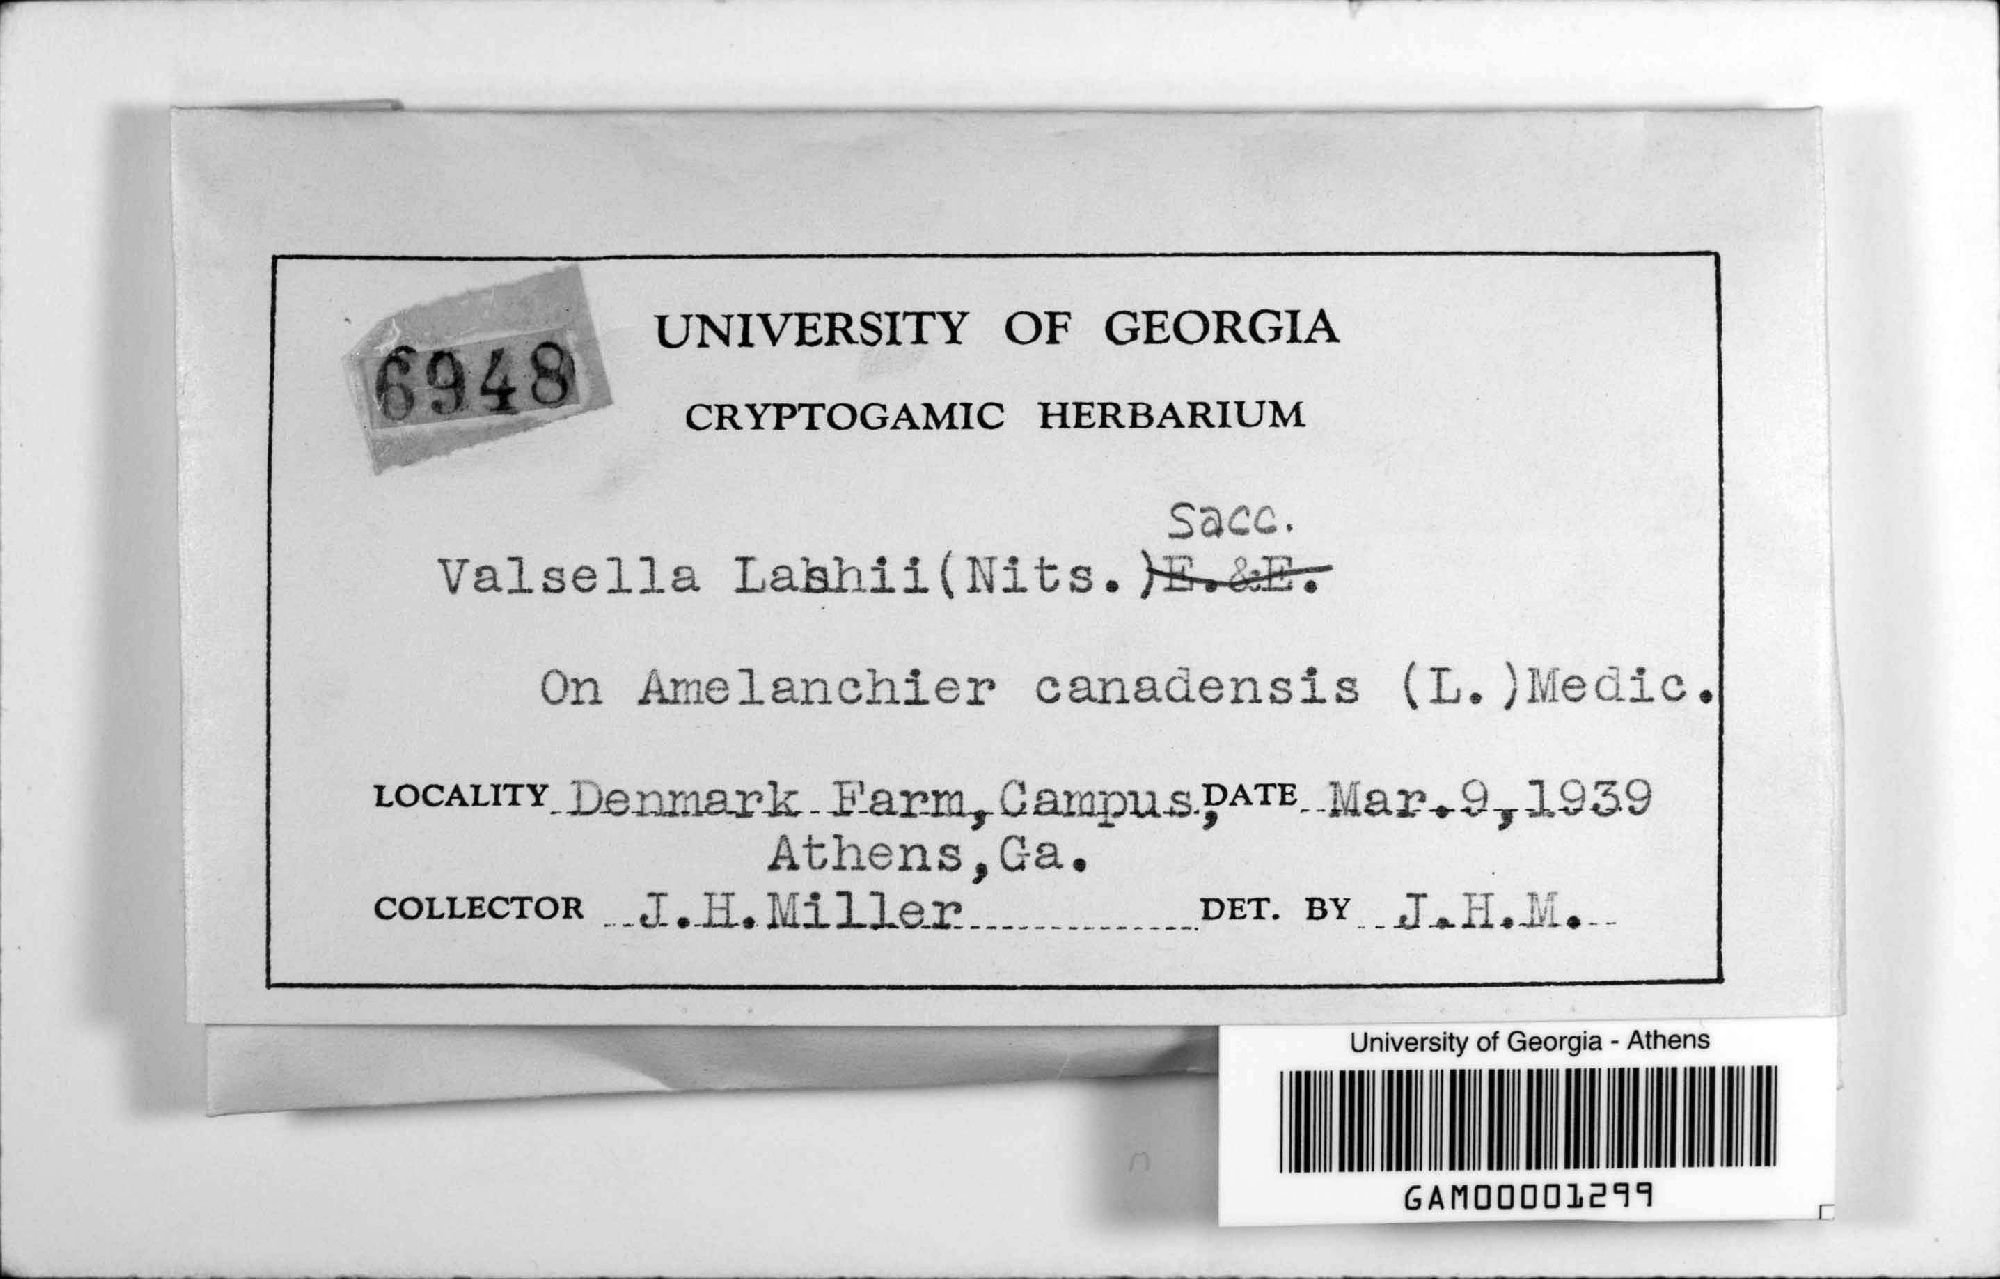 6948
UNIVERSITY OF GEORGIA
CRYPTOGAMIC HERBARIUM
Sacc.
Valsella (Nits.)E.&E.
On Amelanchier canadensis (L.)Medic.
LOCALITY Denmark Farm, Campus, DATE Mar.9,1939
Athens,Ga.
COLLECTOR J.H.Miller DET. BY J.H.M.
University of Georgia - Athens
GAM00001299